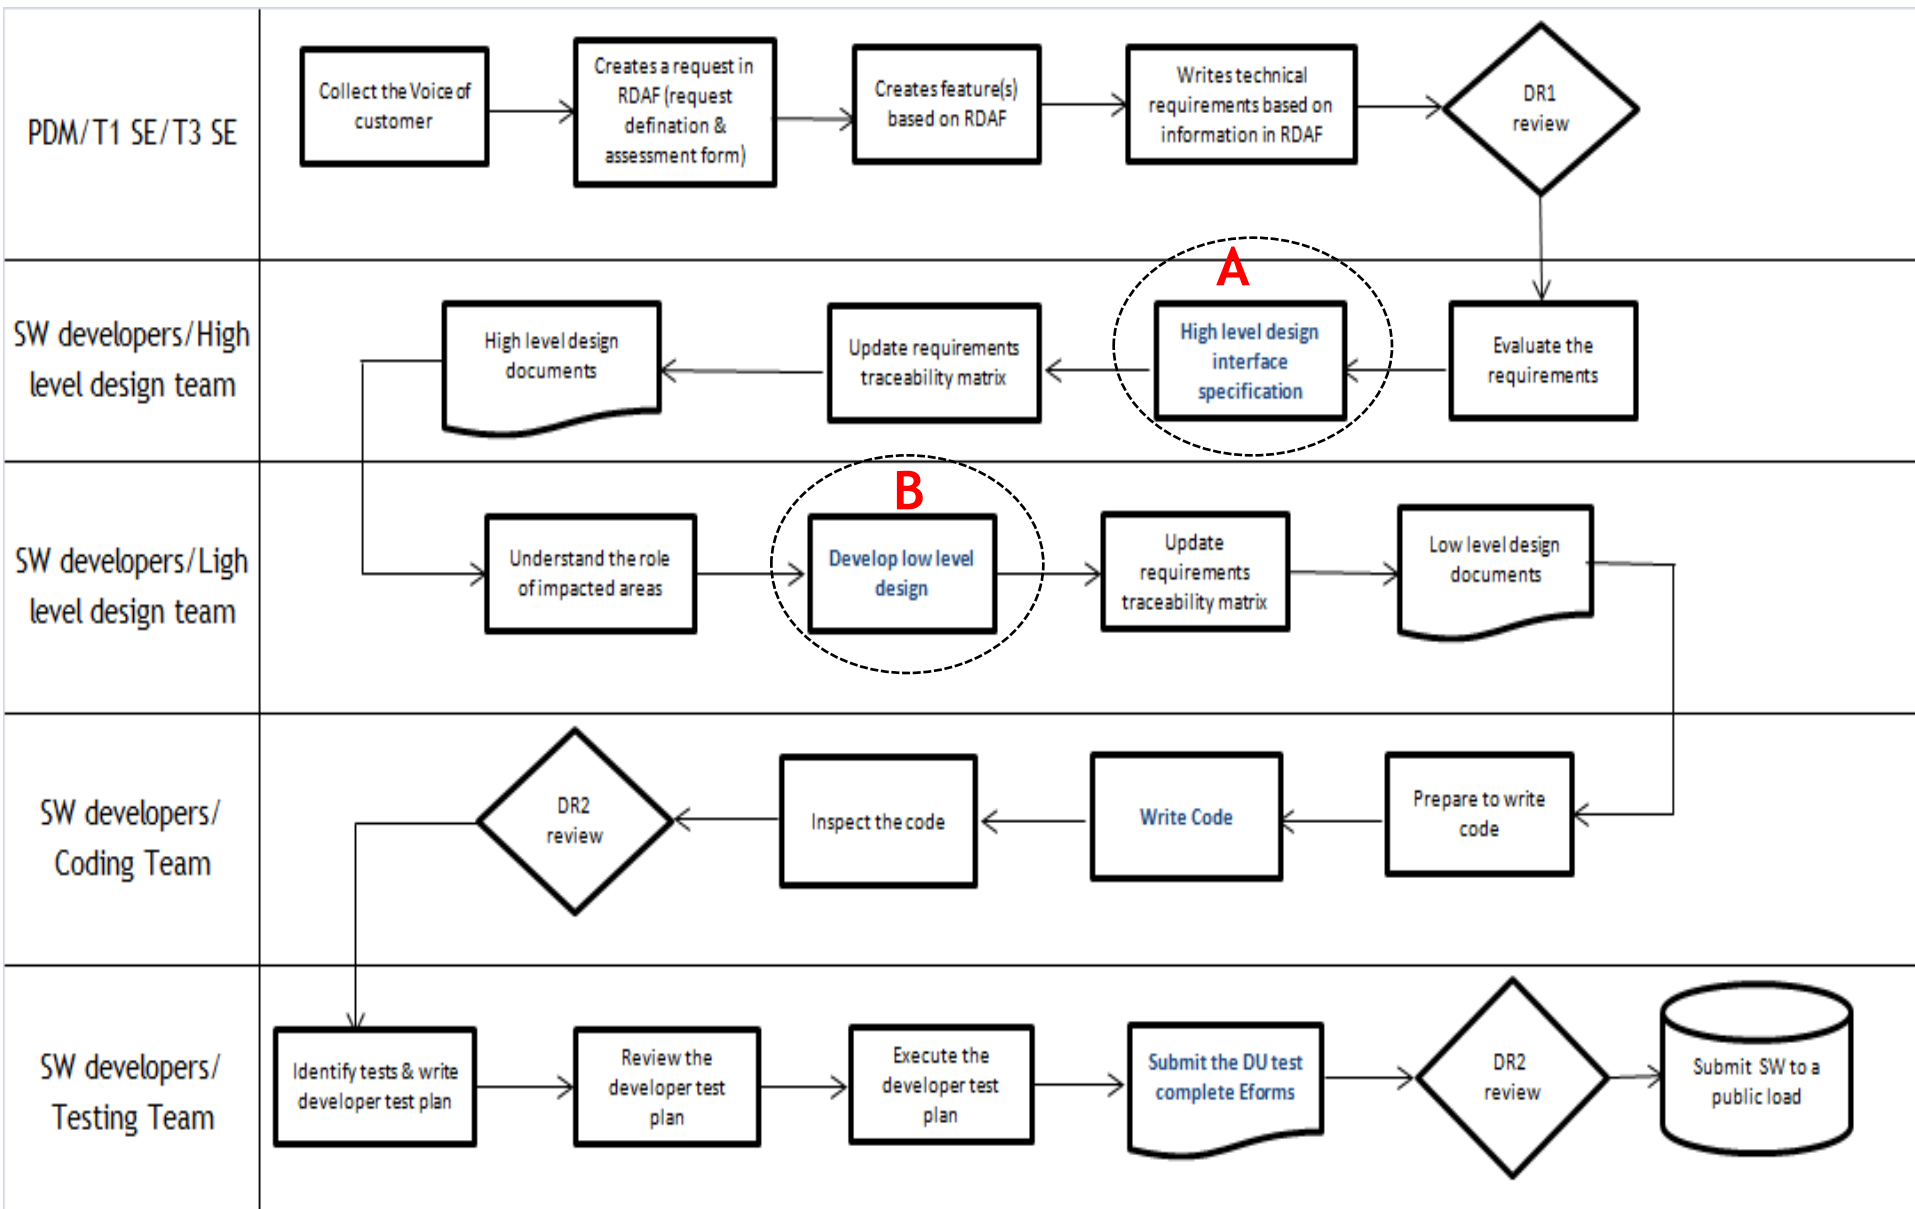 PDM/T1 SE/T3 SE
Collect the Voice of
customer
Creates a request in
RDAF (request
defination &
assessment form)
Creates feature(s)
based on RDAF
Writes technical
requirements based on
information in RDAF
DR1
review
SW developers/High
level design team
High level design
documents
Update requirements
traceability matrix
A
High level design
interface
specification
Evaluate the
requirements
SW developers/Ligh
level design team
Understand the role
of impacted areas
B
Develop low level
design
Update
requirements
traceability matrix
Low level design
documents
SW developers/
Coding Team
DR2
review
Inspect the code
Write Code
Prepare to write
code
SW developers/
Testing Team
Identify tests & write
developer test plan
Review the
developer test
plan
Execute the
developer test
plan
Submit the DU test
complete Eforms
DR2
review
Submit SW to a
public load